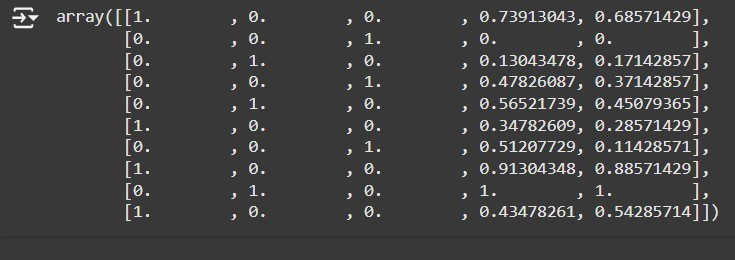 array([[1.        , 0.        , 0.        , 0.73913043, 0.68571429],
       [0.        , 0.        , 1.        , 0.        , 0.        ],
       [0.        , 1.        , 0.        , 0.13043478, 0.17142857],
       [0.        , 0.        , 1.        , 0.47826087, 0.37142857],
       [0.        , 1.        , 0.        , 0.56521739, 0.45079365],
       [1.        , 0.        , 0.        , 0.34782609, 0.28571429],
       [0.        , 0.        , 1.        , 0.51207729, 0.11428571],
       [1.        , 0.        , 0.        , 0.91304348, 0.88571429],
       [0.        , 1.        , 0.        , 1.        , 1.        ],
       [1.        , 0.        , 0.        , 0.43478261, 0.54285714]])